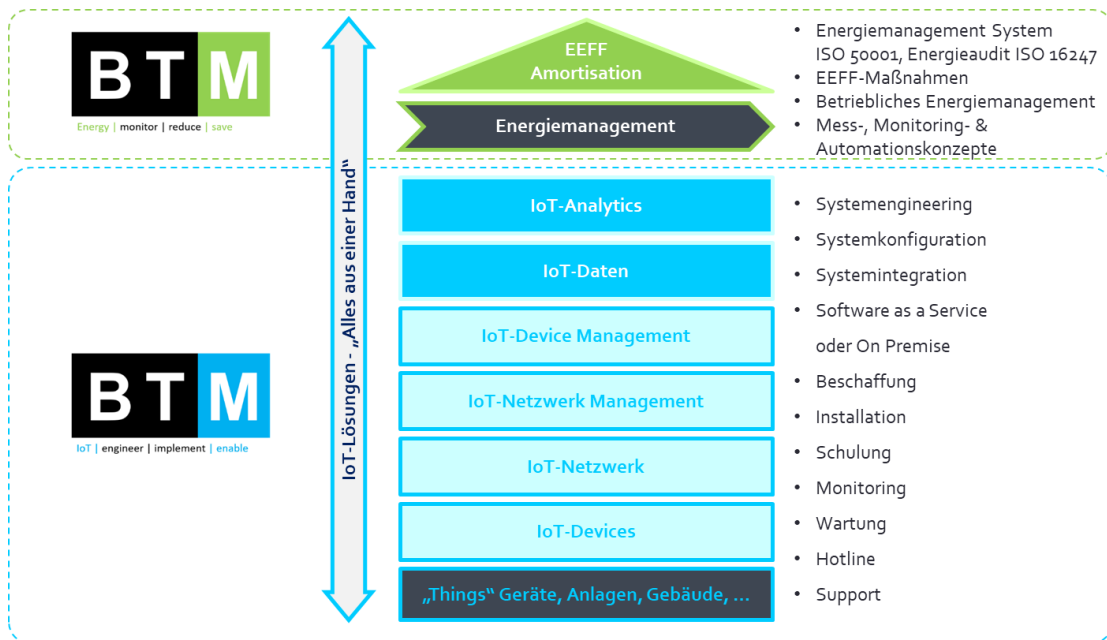 BTM
Energy | monitor | reduce | save
IoT-Lösungen - „Alles aus einer Hand“
EEFF
Amortisation
Energiemanagement
• Energiemanagement System
ISO 50001, Energieaudit ISO 16247
• EEFF-Maßnahmen
• Betriebliches Energiemanagement
• Mess-, Monitoring- &
Automationskonzepte
BTM
IoT | engineer | implement | enable
IoT-Analytics
IoT-Daten
IoT-Device Management
IoT-Netzwerk Management
IoT-Netzwerk
IoT-Devices
„Things“ Geräte, Anlagen, Gebäude, ...
• Systemengineering
• Systemkonfiguration
• Systemintegration
• Software as a Service
oder On Premise
• Beschaffung
• Installation
• Schulung
• Monitoring
• Wartung
• Hotline
• Support